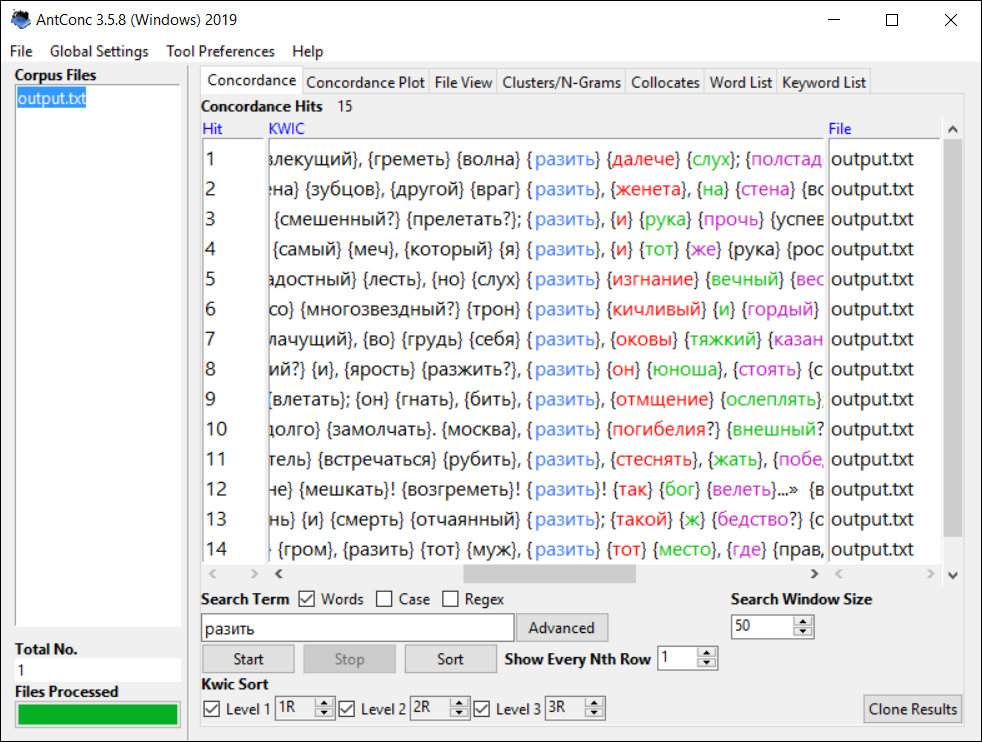 AntConc 3.5.8 (Windows) 2019
File Global Settings Tool Preferences Help
Corpus Files
output.txt
Concordance Concordance Plot File View Clusters/N-Grams Collocates Word List Keyword List
Concordance Hits 15
Hit KWIC File
1 влекущий}, {греметь} {волна} {разить} {далече} {слух}; {полстад output.txt
2 ена} {зубцов}, {другой} {враг} {разить}, {женета}, {на} {стена} {вс output.txt
3 {смешенный?} {прелетать?}; {разить}, {и} {рука} {прочь} {успев output.txt
4 {самый} {меч}, {который} {я} {разить}, {и} {тот} {же} {рука} {рос output.txt
5 адостный} {лесть}, {но} {слух} {разить} {изгнание} {вечный} {вес output.txt
6 со} {многозвездный?} {трон} {разить} {кичливый} {и} {гордый} output.txt
7 лачущий}, {во} {грудь} {себя} {разить}, {оковы} {тяжкий} {казан output.txt
8 ий?} {и}, {ярость} {разжить?}, {разить} {он} {юноша}, {стоять} {с output.txt
9 {влетать}; {он} {гнать}, {бить}, {разить}, {отмщение} {ослеплять}, output.txt
10 долго} {замолчать}. {москва}, {разить} {погибелия?} {внешный? output.txt
11 тель} {встречаться} {рубить}, {разить}, {стеснять}, {жать}, {побе, output.txt
12 не} {мешкать}! {возгреметь}! {разить}! {так} {бог} {велеть}...» {в output.txt
13 нь} {и} {смерть} {отчаянный} {разить}; {такой} {ж} {бедство?} {с output.txt
14 {гром}, {разить} {тот} {муж}, {разить} {тот} {место}, {где} {прав, output.txt
Search Term Words Case Regex Search Window Size
разить Advanced 50
Start Stop Sort Show Every Nth Row 1
Total No.
1
Files Processed
Kwic Sort
Level 1 1R Level 2 2R Level 3 3R Clone Results